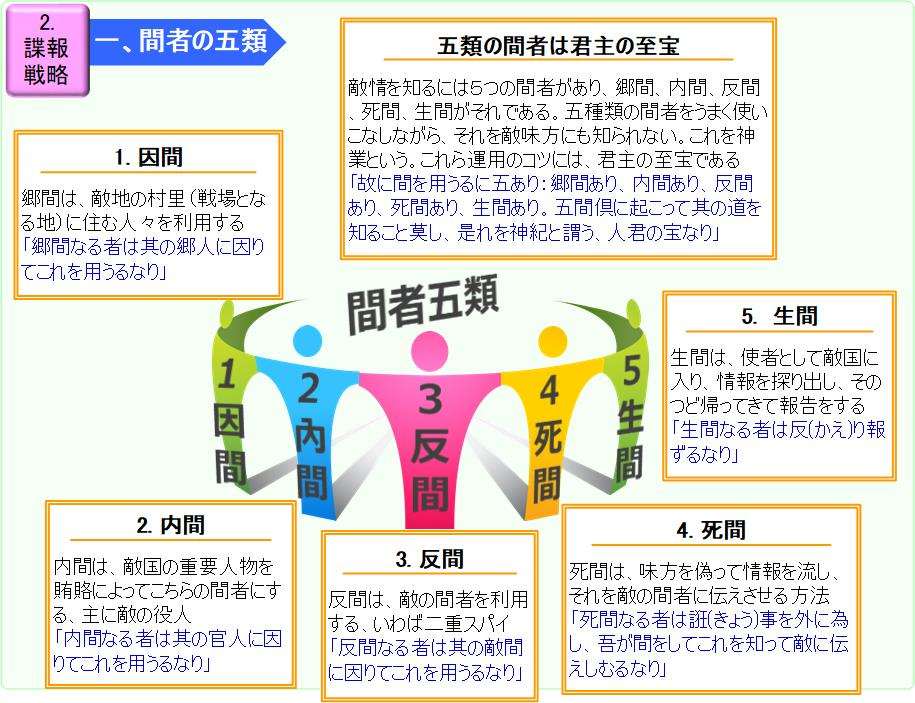 2.
諜報
戦略
一、間者の五類
五類の間者は君主の至宝
敵情を知るには５つの間者があり、郷間、内間、反間
、死間、生間がそれである。五種類の間者をうまく使い
こなしながら、それを敵味方にも知られない。これを神
業という。これら運用のコツには、君主の至宝である
「故に間を用うるに五あり：郷間あり、内間あり、反間
あり、死間あり、生間あり。五間倶に起こって其の道を
知ること莫し、是れを神紀と謂う、人君の宝なり」
1. 因間
郷間は、敵地の村里（戦場とな
る地）に住む人々を利用する
「郷間なる者は其の郷人に因り
てこれを用うるなり」
間者五類
1
因
間
2
內
間
3
反
間
4
死
間
5
生
間
5. 生間
生間は、使者として敵国に
入り、情報を探り出し、その
つど帰ってきて報告をする
「生間なる者は反(かえ)り報
ずるなり」
2. 内間
内間は、敵国の重要人物を
賄賂によってこちらの間者にす
る、主に敵の役人
「内間なる者は其の官人に因
りてこれを用うるなり」
3. 反間
反間は、敵の間者を利用
する、いわば二重スパイ
「反間なる者は其の敵間
に因りてこれを用うるなり」
4. 死間
死間は、味方を偽って情報を流し、
それを敵の間者に伝えさせる方法
「死間なる者は誑(きょう)事を外に為
し、吾が間をしてこれを知って敵に伝
えしむるなり」